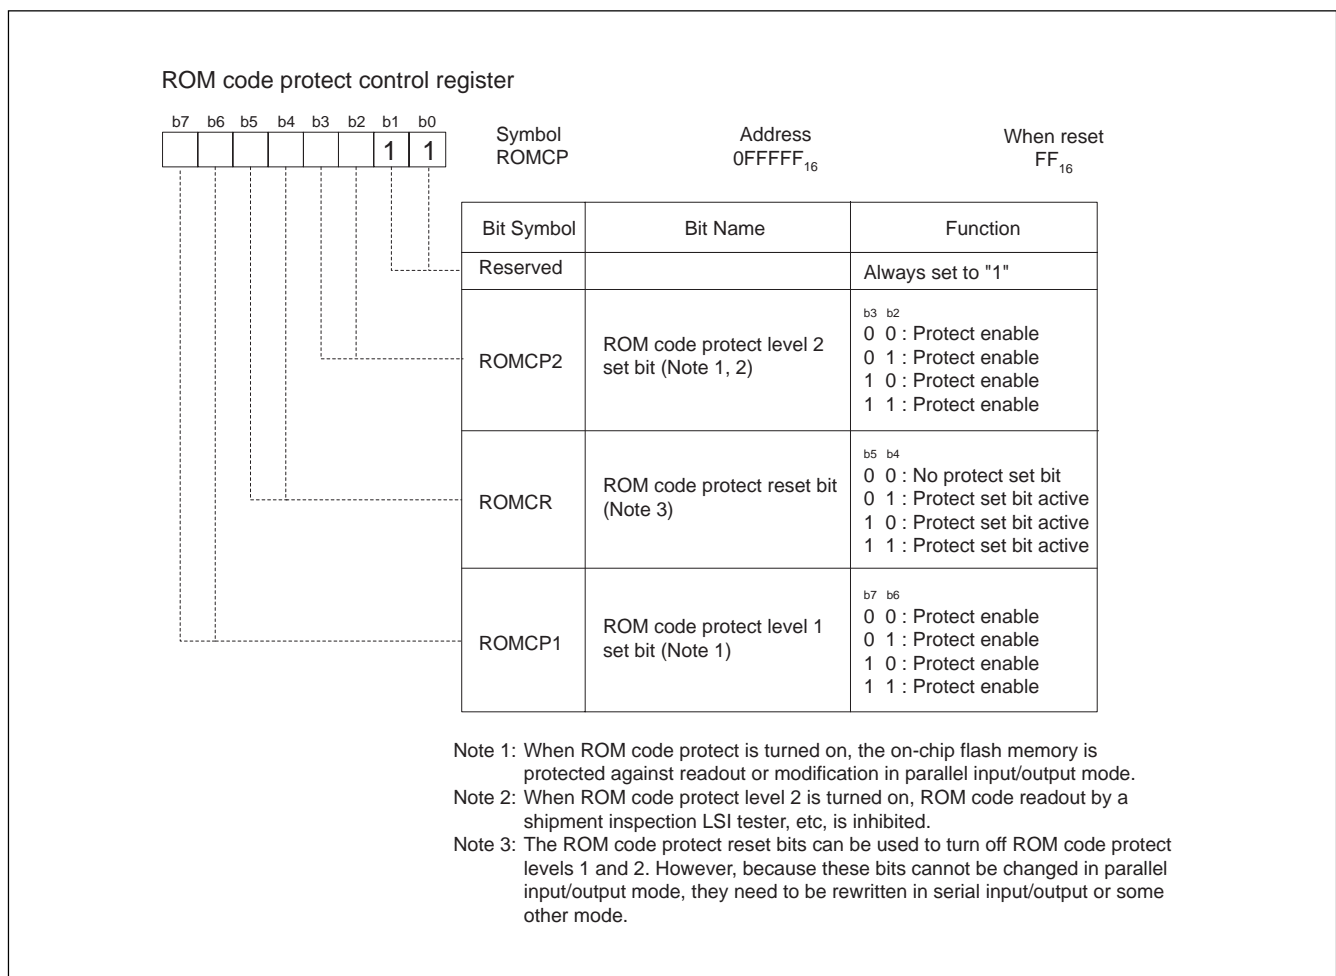 ROM code protect control register
b7 b6 b5 b4 b3 b2 b1 b0
1 1
Symbol Address When reset
ROMCP 0FFFFF16 FF16
Bit Symbol Bit Name Function
Reserved Always set to "1"
ROMCP2
ROM code protect level 2
set bit (Note 1, 2)
b3 b2
0 0 : Protect enable
0 1 : Protect enable
1 0 : Protect enable
1 1 : Protect enable
ROMCR
ROM code protect reset bit
(Note 3)
b5 b4
0 0 : No protect set bit
0 1 : Protect set bit active
1 0 : Protect set bit active
1 1 : Protect set bit active
ROMCP1
ROM code protect level 1
set bit (Note 1)
b7 b6
0 0 : Protect enable
0 1 : Protect enable
1 0 : Protect enable
1 1 : Protect enable
Note 1: When ROM code protect is turned on, the on-chip flash memory is
protected against readout or modification in parallel input/output mode.
Note 2: When ROM code protect level 2 is turned on, ROM code readout by a
shipment inspection LSI tester, etc, is inhibited.
Note 3: The ROM code protect reset bits can be used to turn off ROM code protect
levels 1 and 2. However, because these bits cannot be changed in parallel
input/output mode, they need to be rewritten in serial input/output or some
other mode.